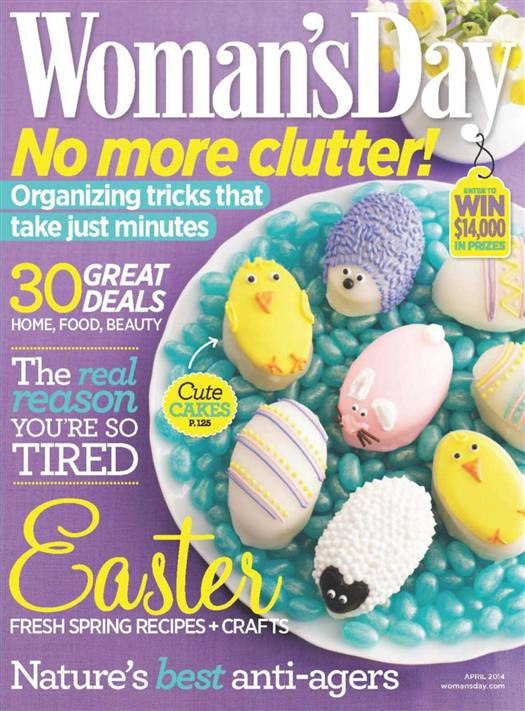 Woman's Day
No more clutter!
Organizing tricks that
take just minutes
ENTER TO
WIN
$14,000
IN PRIZES
30 GREAT
DEALS
HOME, FOOD, BEAUTY
The real
reason
YOU'RE SO
TIRED
Cute
CAKES
P.125
Easter
FRESH SPRING RECIPES + CRAFTS
Nature's best anti-agers
APRIL 2014
womansday.com